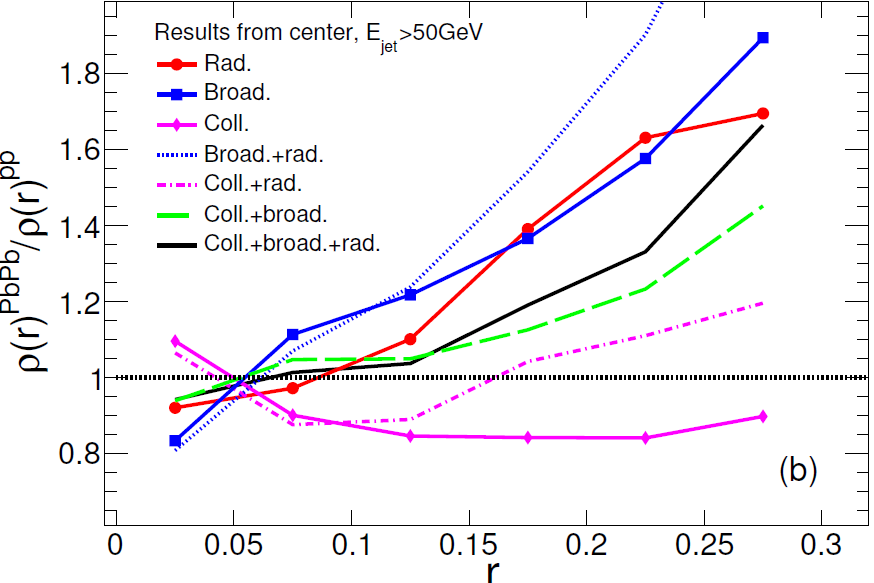 Results from center, E_jet>50GeV
Rad.
Broad.
Coll.
Broad.+rad.
Coll.+rad.
Coll.+broad.
Coll.+broad.+rad.
ρ(r)^PbPb/ρ(r)^pp
1.8
1.6
1.4
1.2
1
0.8
(b)
0 0.05 0.1 0.15 0.2 0.25 0.3
r